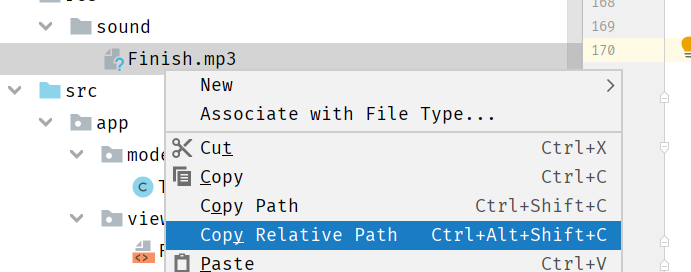 168
sound
169
Finish.mp3
170
New
src
Associate with File Type...
app
Cut Ctrl+X
mode
Copy Ctrl+C
Copy Path Ctrl+Shift+C
view
Copy Relative Path Ctrl+Alt+Shift+C
Paste Ctrl+V